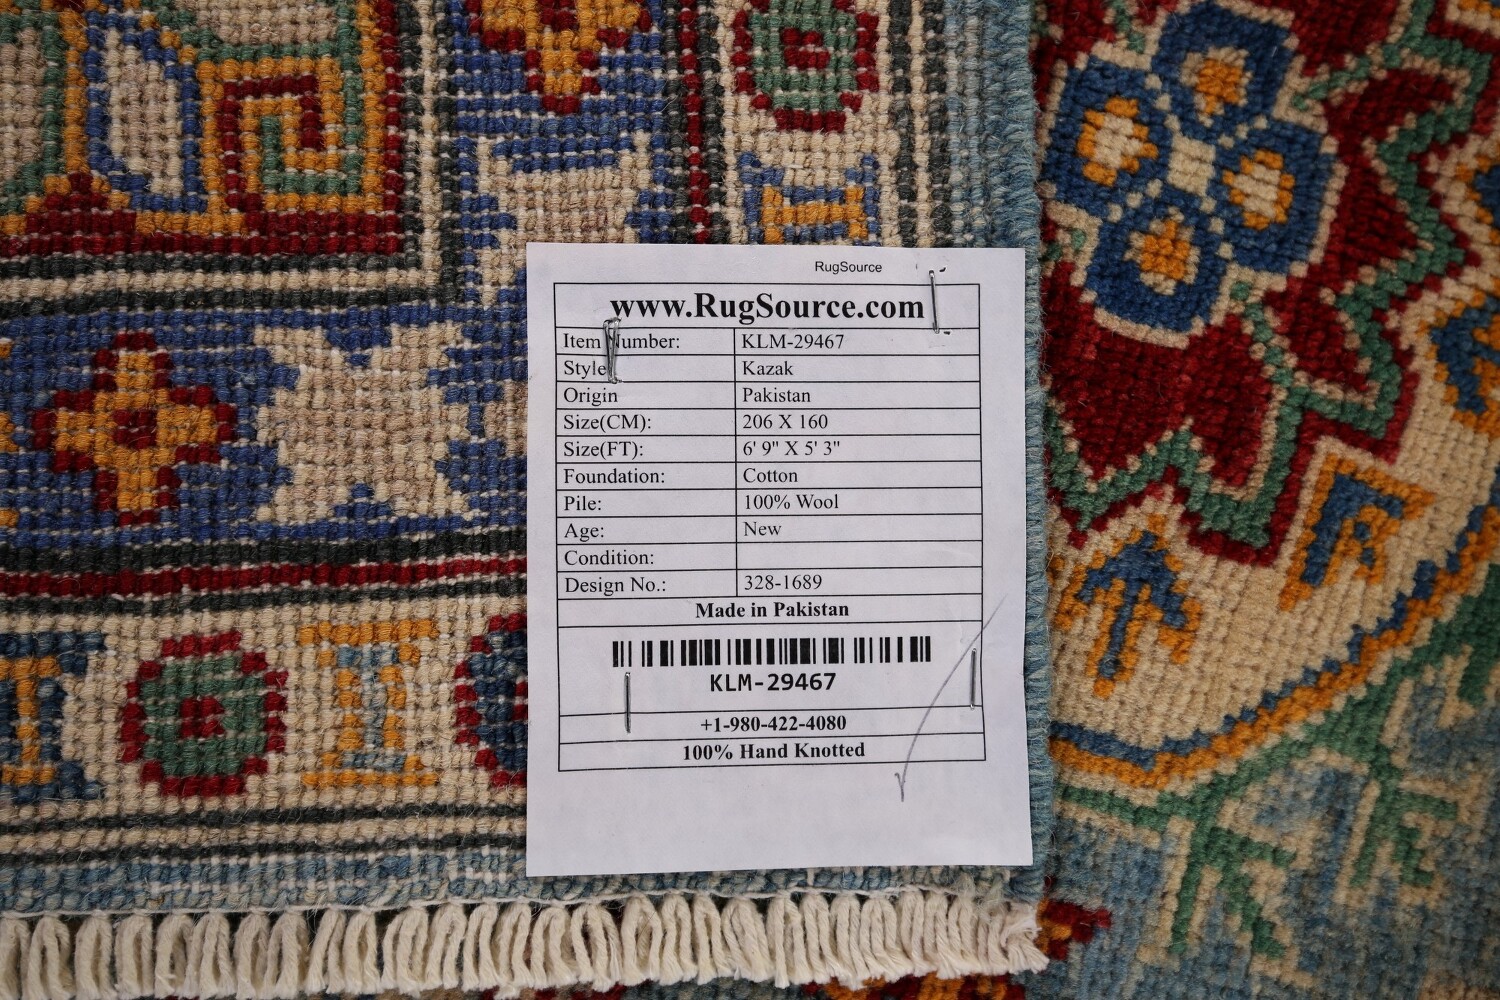 RugSource
www.RugSource.com
Item Number: KLM-29467
Style: Kazak
Origin Pakistan
Size(CM): 206 X 160
Size(FT): 6' 9" X 5' 3"
Foundation: Cotton
Pile: 100% Wool
Age: New
Condition:
Design No.: 328-1689
Made in Pakistan
KLM-29467
+1-980-422-4080
100% Hand Knotted